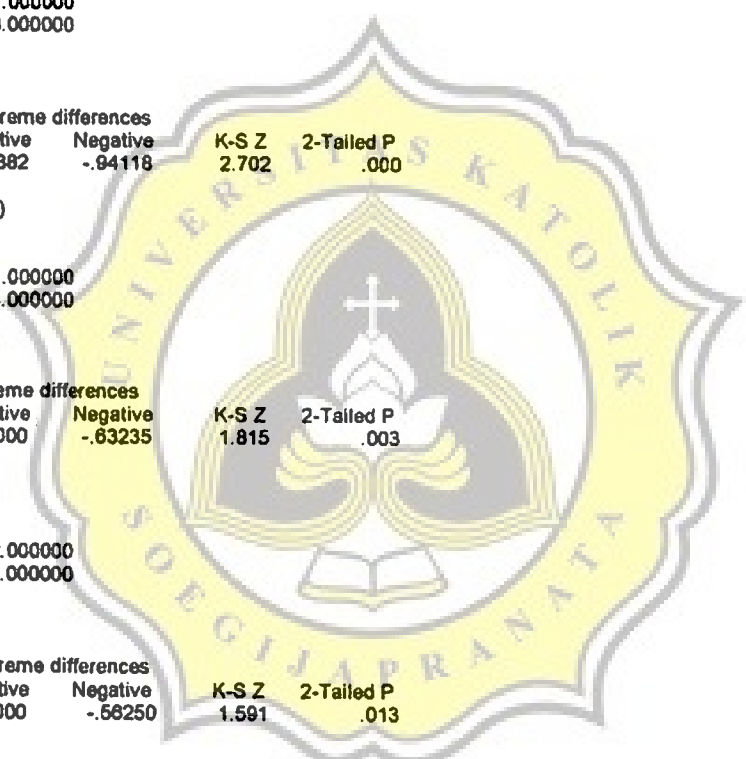 .000000
.000000
reme differences
tive Negative K-S Z 2-Tailed P
382 -.94118 2.702 .000
)
.000000
.000000
eme differences
tive Negative K-S Z 2-Tailed P
000 -.63235 1.815 .003
.000000
.000000
reme differences
tive Negative K-S Z 2-Tailed P
000 -.56250 1.591 .013
UNIVERSITAS KATOLIK
SOEGIJAPRANATA